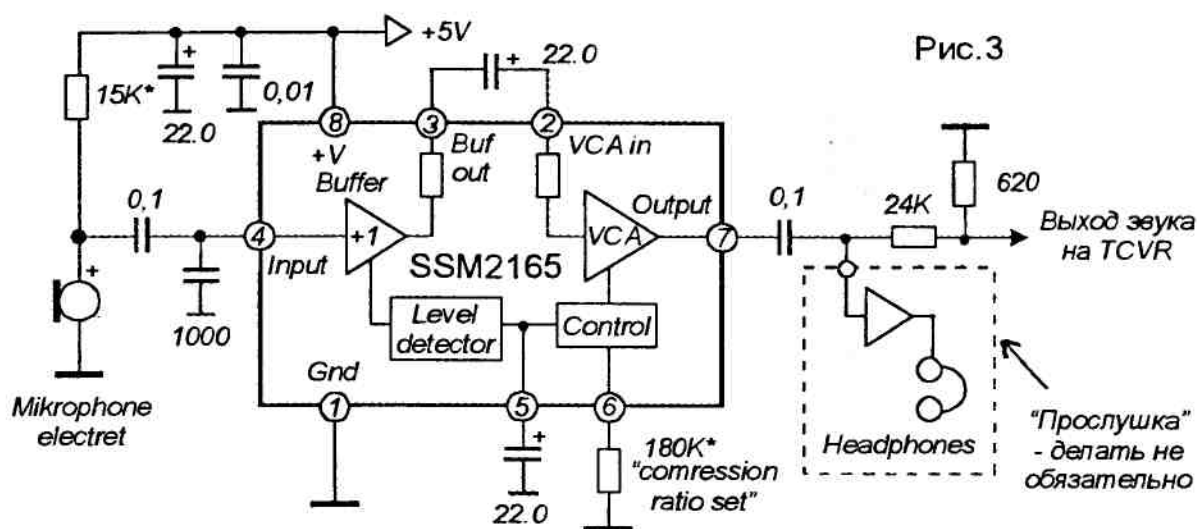 +5V
Рис.3
15K*
22.0
0,01
22.0
8
3
2
+V
Buf
out
VCA in
Buffer
620
0,1
4
Input
+1
SSM2165
VCA
Output
7
0,1
24K
Выход звука
на TCVR
1000
Level
detector
Control
Gnd
1
5
6
Mikrophone
electret
22.0
180K*
"comression
ratio set"
Headphones
"Прослушка"
- делать не
обязательно
+
+
+
+